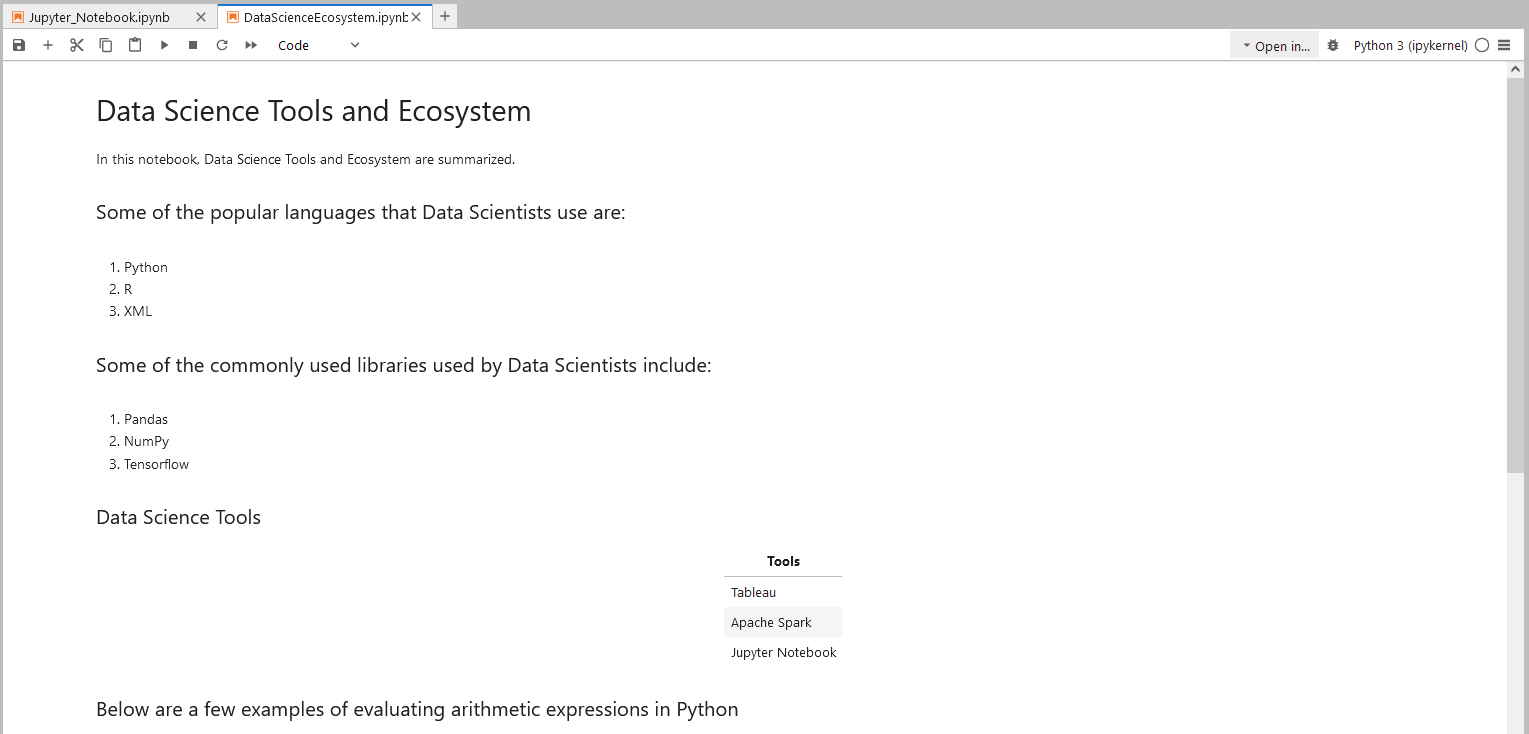 Jupyter_Notebook.ipynb
DataScienceEcosystem.ipynb
Code
Open in...
Python 3 (ipykernel)
Data Science Tools and Ecosystem
In this notebook, Data Science Tools and Ecosystem are summarized.
Some of the popular languages that Data Scientists use are:
1. Python
2. R
3. XML
Some of the commonly used libraries used by Data Scientists include:
1. Pandas
2. NumPy
3. Tensorflow
Data Science Tools
Tools
Tableau
Apache Spark
Jupyter Notebook
Below are a few examples of evaluating arithmetic expressions in Python